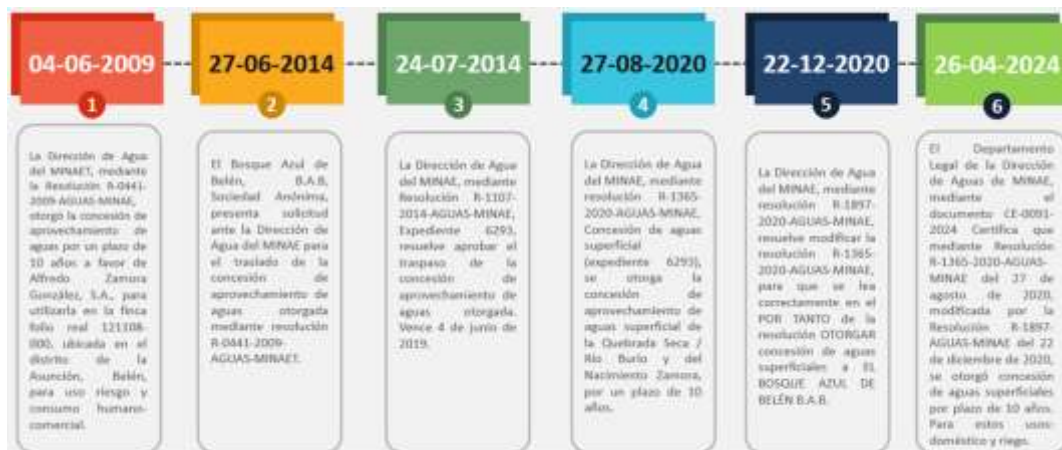 04-06-2009
1
La Dirección de Agua
del MINAET, mediante
la Resolución R-0441-
2009-AGUAS-MINAE,
otorgó la concesión de
aprovechamiento de
aguas por un plazo de
10 años a favor de
Alfredo Zamora
González, S.A., para
utilizarla en la finca
folio real 121108-
000, ubicada en el
distrito de la
Asunción, Belén,
para uso riesgo y
consumo humano-
comercial.
27-06-2014
2
El Bosque Azul de
Belén, B.A.B,
Sociedad Anónima,
presenta solicitud
ante la Dirección de
Agua del MINAE para
el traslado de la
concesión de
aprovechamiento de
aguas otorgada
mediante resolución
R-0441-2009-
AGUAS-MINAET.
24-07-2014
3
La Dirección de Agua
del MINAE, mediante
Resolución R-1107-
2014-AGUAS-MINAE,
Expediente 6293,
resuelve aprobar el
traspaso de la
concesión de
aprovechamiento de
aguas otorgada.
Vence 4 de junio de
2019.
27-08-2020
4
La Dirección de Agua
del MINAE, mediante
resolución R-1365-
2020-AGUAS-MINAE,
Concesión de aguas
superficial
(expediente 6293),
se otorga la
concesión de
aprovechamiento de
aguas superficial de
la Quebrada Seca /
Río Burío y del
Nacimiento Zamora,
por un plazo de 10
años.
22-12-2020
5
La Dirección de Agua
del MINAE, mediante
resolución R-1897-
2020-AGUAS-MINAE,
resuelve modificar la
resolución R-1365-
2020-AGUAS-MINAE,
para que se lea
correctamente en el
POR TANTO de la
resolución OTORGAR
concesión de aguas
superficiales a EL
BOSQUE AZUL DE
BELÉN B.A.B.
26-04-2024
6
El Departamento
Legal de la Dirección
de Aguas de MINAE,
mediante el
documento CE-0091-
2024 Certifica que
mediante Resolución
R-1365-2020-AGUAS-
MINAE del 27 de
agosto de 2020,
modificada por la
Resolución R-1897-
AGUAS-MINAE del 22
de diciembre de 2020,
se otorgó concesión
de aguas superficiales
por plazo de 10 años.
Para estos usos:
doméstico y riego.